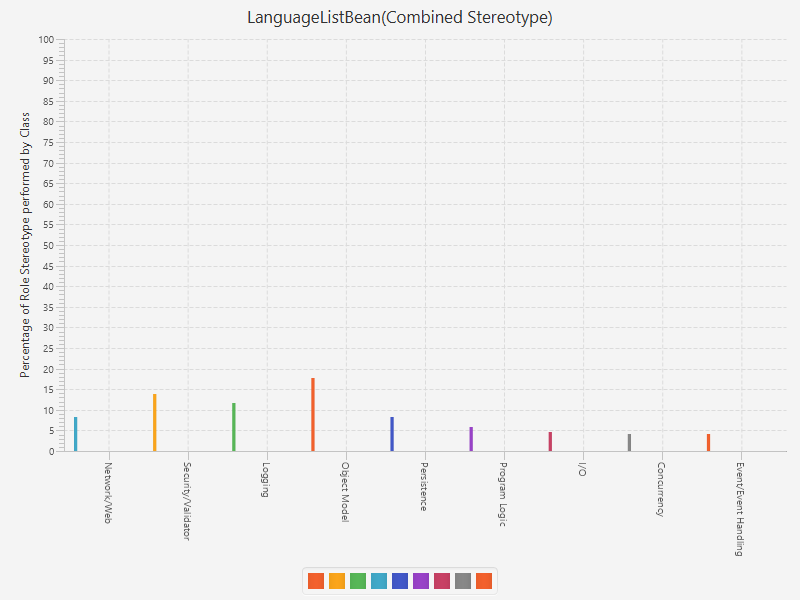 LanguageListBean(Combined Stereotype)
Percentage of Role Stereotype performed by Class
100
95
90
85
80
75
70
65
60
55
50
45
40
35
30
25
20
15
10
5
0
Network/Web
Security/Validator
Logging
Object Model
Persistence
Program Logic
I/O
Concurrency
Event/Event Handling